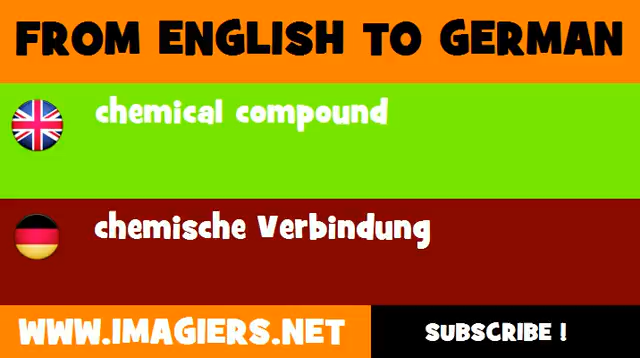 FROM ENGLISH TO GERMAN
chemical compound
chemische Verbindung
WWW.IMAGIERS.NET
SUBSCRIBE !